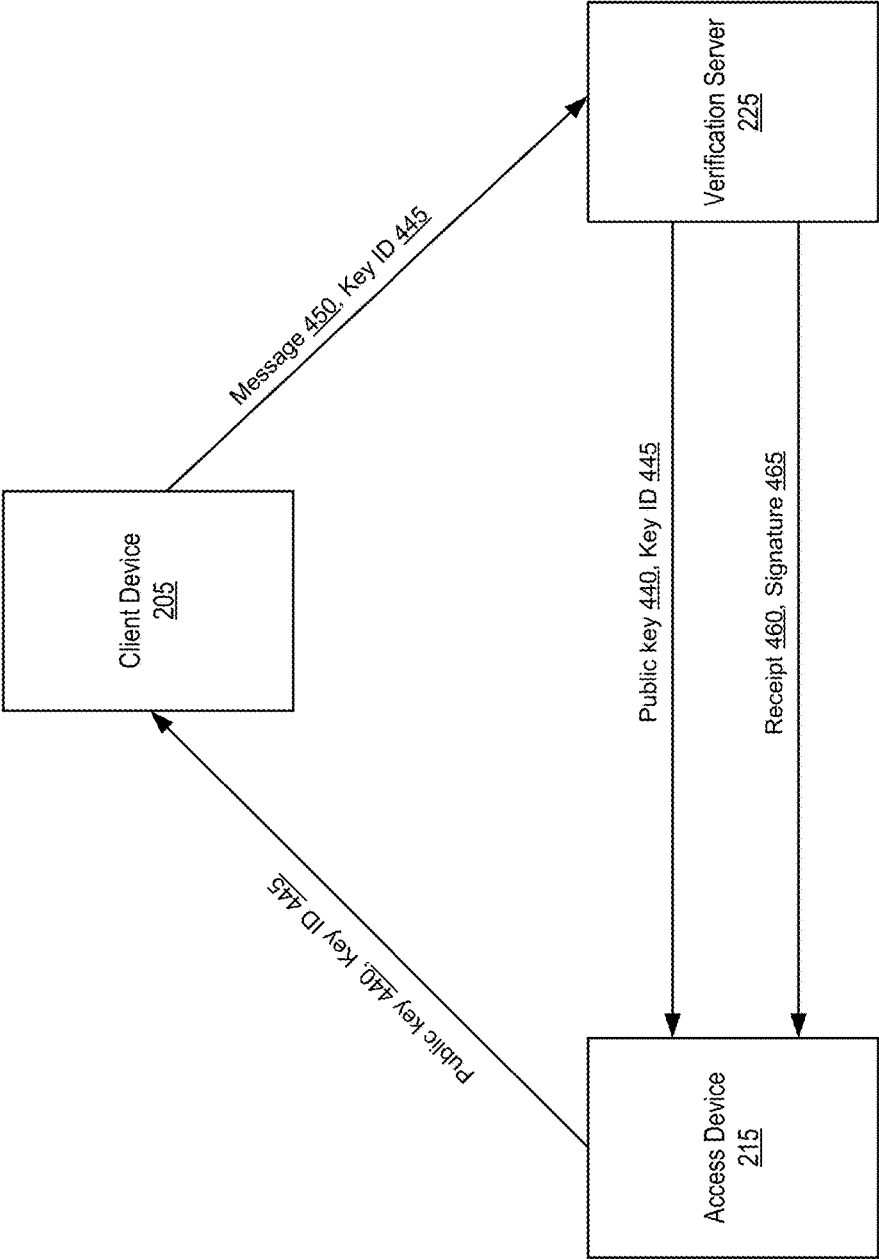 Client Device
205
Public key 440, Key ID 445
Message 450, Key ID 445
Public key 440, Key ID 445
Receipt 460, Signature 465
Access Device
215
Verification Server
225